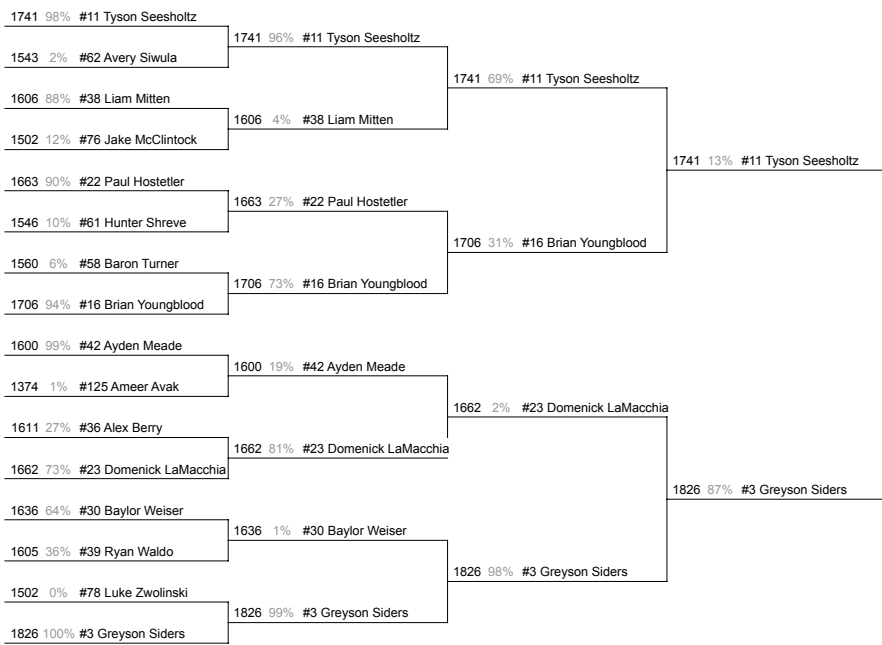 1741 98% #11 Tyson Seesholtz
1543 2% #62 Avery Siwula
1606 88% #38 Liam Mitten
1502 12% #76 Jake McClintock
1663 90% #22 Paul Hostetler
1546 10% #61 Hunter Shreve
1560 6% #58 Baron Turner
1706 94% #16 Brian Youngblood
1600 99% #42 Ayden Meade
1374 1% #125 Ameer Avak
1611 27% #36 Alex Berry
1662 73% #23 Domenick LaMacchia
1636 64% #30 Baylor Weiser
1605 36% #39 Ryan Waldo
1502 0% #78 Luke Zwolinski
1826 100% #3 Greyson Siders
1741 96% #11 Tyson Seesholtz
1606 4% #38 Liam Mitten
1663 27% #22 Paul Hostetler
1706 73% #16 Brian Youngblood
1600 19% #42 Ayden Meade
1662 81% #23 Domenick LaMacchia
1636 1% #30 Baylor Weiser
1826 99% #3 Greyson Siders
1741 69% #11 Tyson Seesholtz
1706 31% #16 Brian Youngblood
1662 2% #23 Domenick LaMacchia
1826 98% #3 Greyson Siders
1741 13% #11 Tyson Seesholtz
1826 87% #3 Greyson Siders